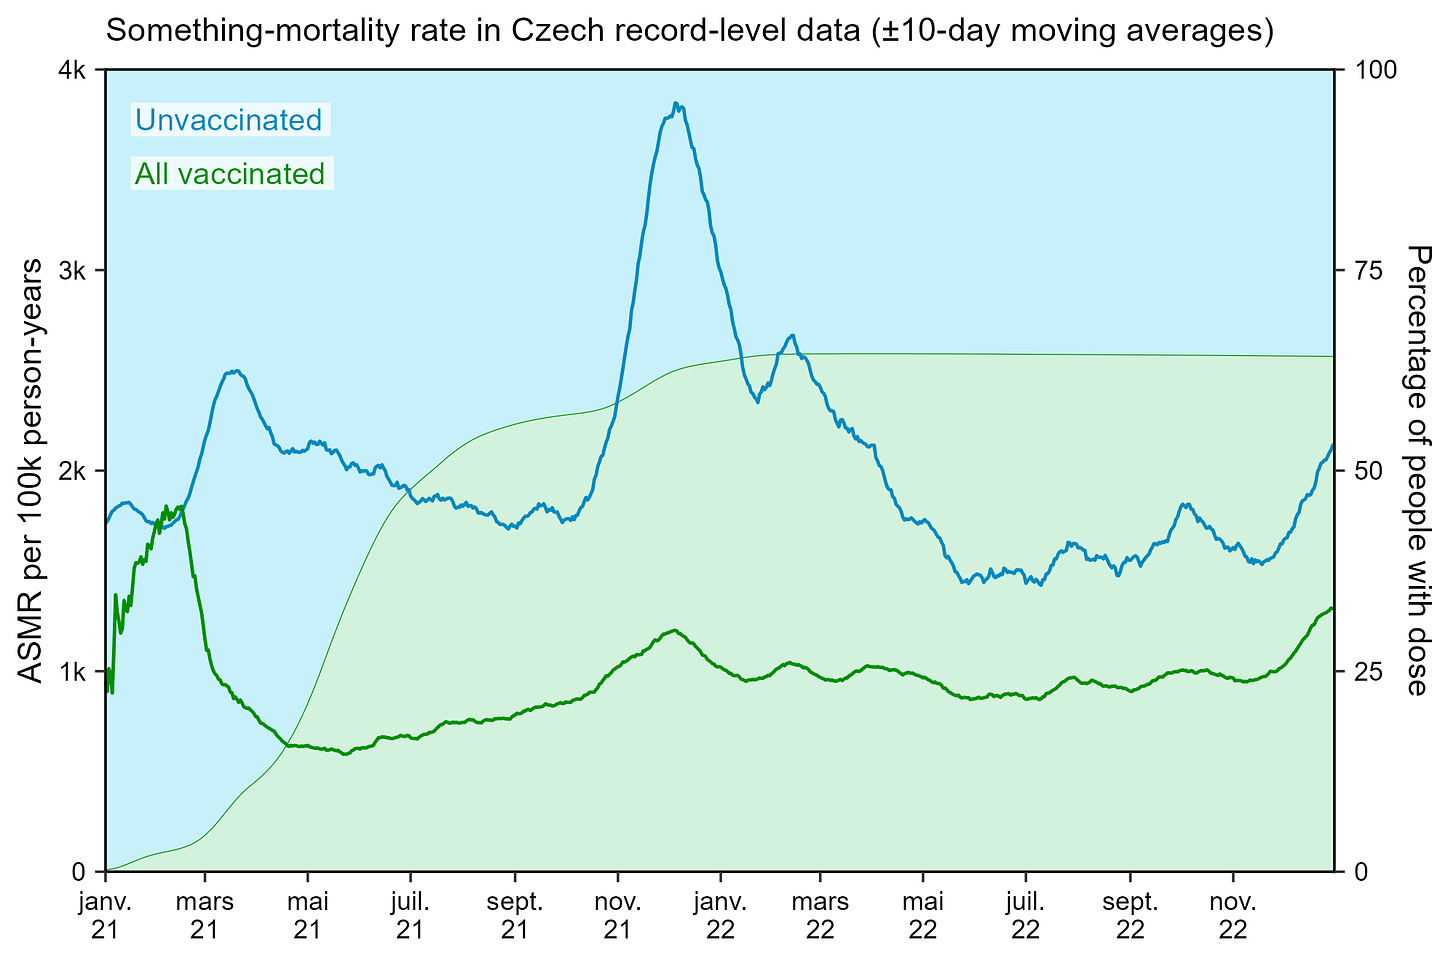 Something-mortality rate in Czech record-level data (±10-day moving averages)
Unvaccinated
All vaccinated
ASMR per 100k person-years
4k
3k
2k
1k
0
Percentage of people with dose
100
75
50
25
0
janv. mars mai juil. sept. nov. janv. mars mai juil. sept. nov.
21 21 21 21 21 21 22 22 22 22 22 22